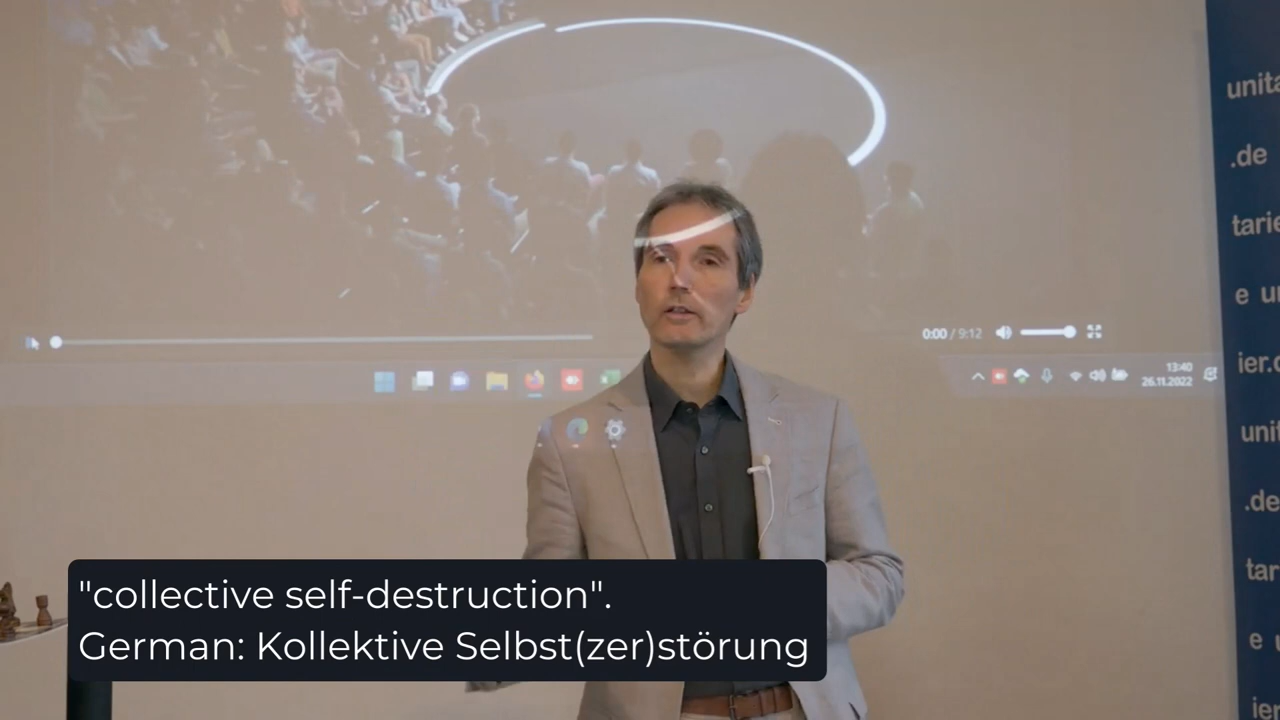 unita
.de
tarie
0:00 / 9:12
ier.d
13:40
26.11.2022
unit
.de
"collective self-destruction".
tar
German: Kollektive Selbst(zer)störung
e
ier